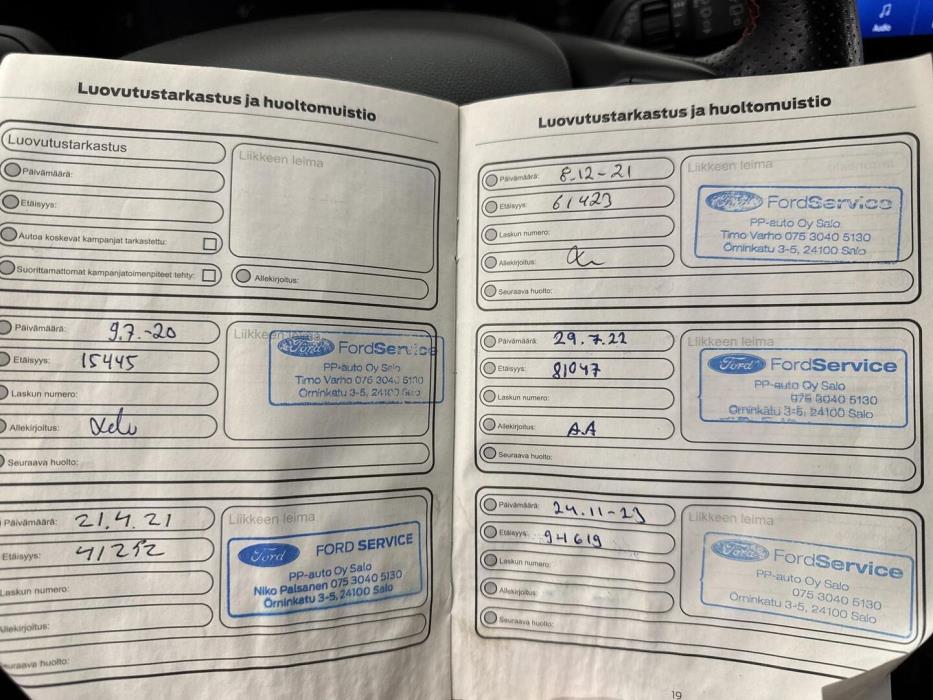 Audio
Luovutustarkastus ja huoltomuistio
Luovutustarkastus
Liikkeen leima
Päivämäärä:
Etäisyys:
Autoa koskevat kampanjat tarkastettu:
Suorittamattomat kampanjatoimenpiteet tehty:
Allekirjoitus:
Päivämäärä: 9.7.-20
Etäisyys: 15445
Laskun numero:
Allekirjoitus:
Seuraava huolto:
Liikkeen leima
Ford FordService
PP-auto Oy Salo
Timo Varho 075 3040 5130
Örninkatu 3-5, 24100 Salo
Päivämäärä: 21.4.21
Etäisyys: 41252
Laskun numero:
Allekirjoitus:
Seuraava huolto:
Liikkeen leima
Ford FORD SERVICE
PP-auto Oy Salo
Niko Palsanen 075 3040 5130
Örninkatu 3-5, 24100 Salo
Luovutustarkastus ja huoltomuistio
Päivämäärä: 8.12-21
Etäisyys: 61423
Laskun numero:
Allekirjoitus:
Seuraava huolto:
Liikkeen leima
Ford FordService
PP-auto Oy Salo
Timo Varho 075 3040 5130
Örninkatu 3-5, 24100 Salo
Päivämäärä: 29.7.22
Etäisyys: 81047
Laskun numero:
Allekirjoitus: A.A
Seuraava huolto:
Liikkeen leima
Ford FordService
PP-auto Oy Salo
075 3040 5130
Örninkatu 3-5, 24100 Salo
Päivämäärä: 24.11-23
Etäisyys: 94619
Laskun numero:
Allekirjoitus:
Seuraava huolto:
Liikkeen leima
Ford FordService
PP-auto Oy Salo
075 3040 5130
Örninkatu 3-5, 24100 Salo
19